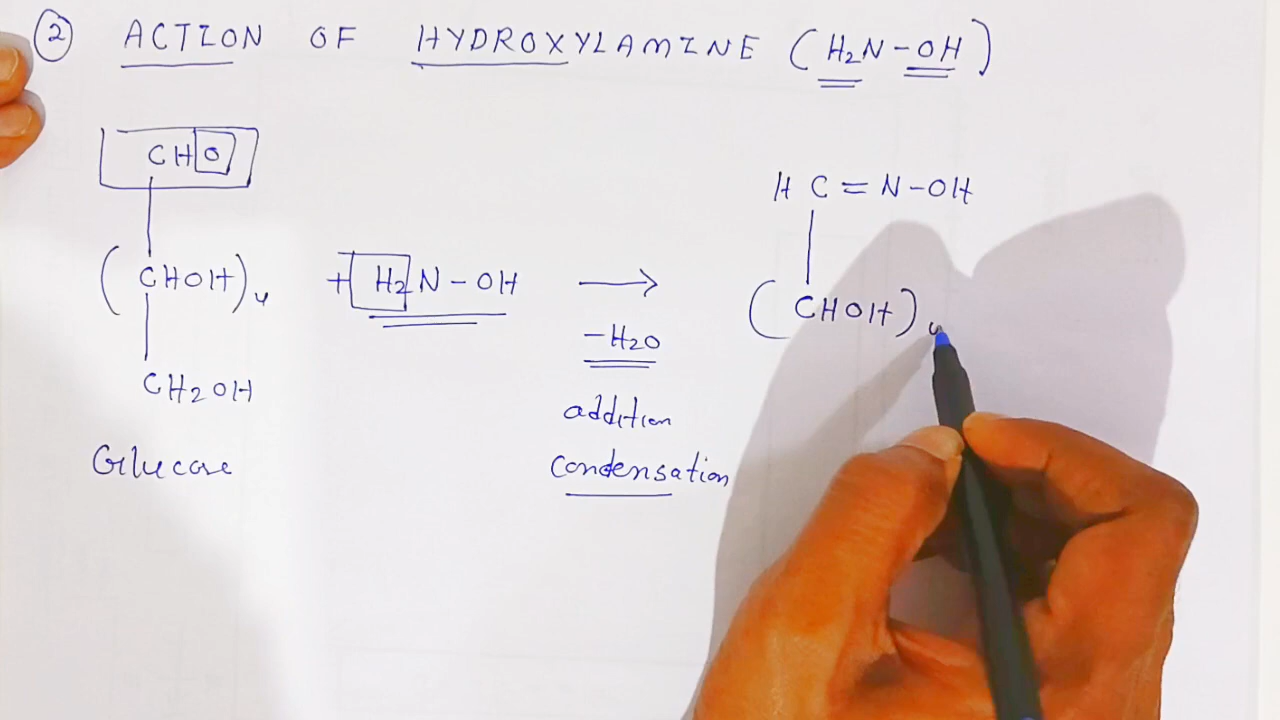 2 ACTION OF HYDROXYLAMINE (H2N-OH)
CHO
(CHOH)4
CH2OH
Glucose
+ H2N-OH
-H2O
addition
condensation
HC=N-OH
(CHOH)